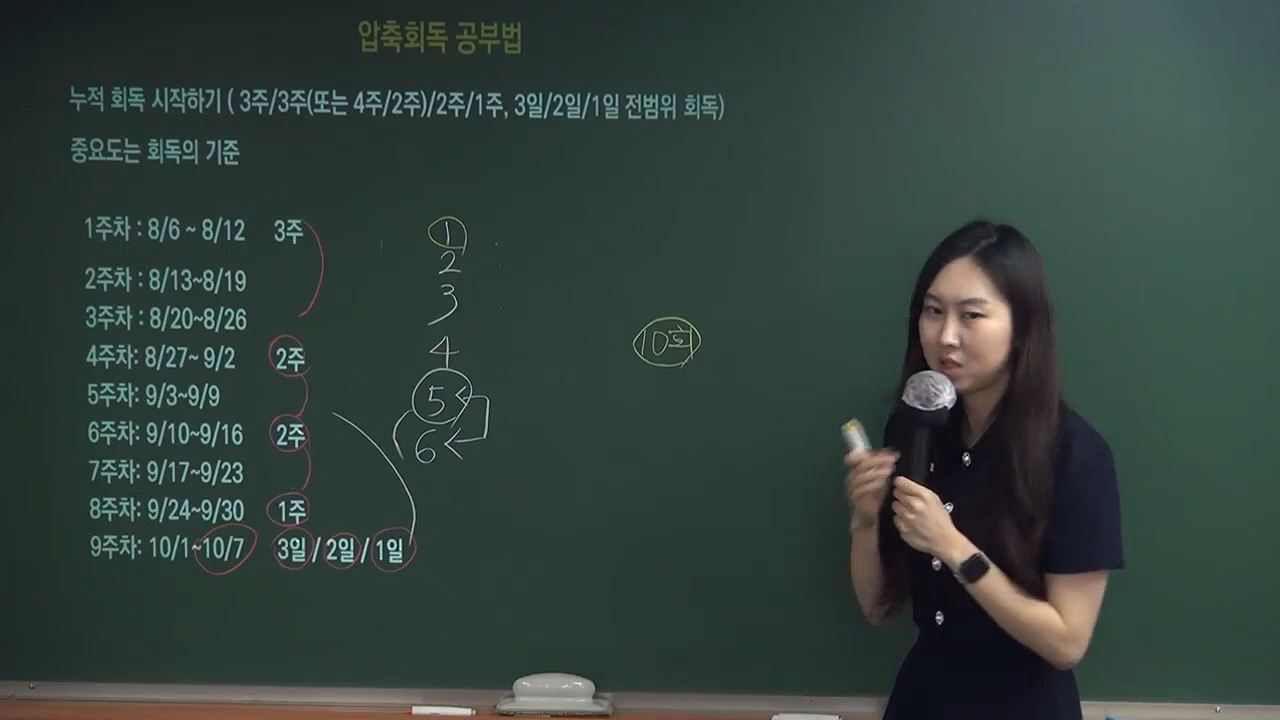 압축회독 공부법
누적 회독 시작하기 ( 3주/3주(또는 4주/2주)/2주/1주, 3일/2일/1일 전범위 회독)
중요도는 회독의 기준
1주차 : 8/6 ~ 8/12 3주
2주차 : 8/13~8/19
3주차 : 8/20~8/26
4주차: 8/27~ 9/2 2주
5주차: 9/3~9/9
6주차: 9/10~9/16 2주
7주차: 9/17~9/23
8주차: 9/24~9/30 1주
9주차: 10/1~10/7 3일 / 2일 / 1일
1
2
3
4
5
6
10회